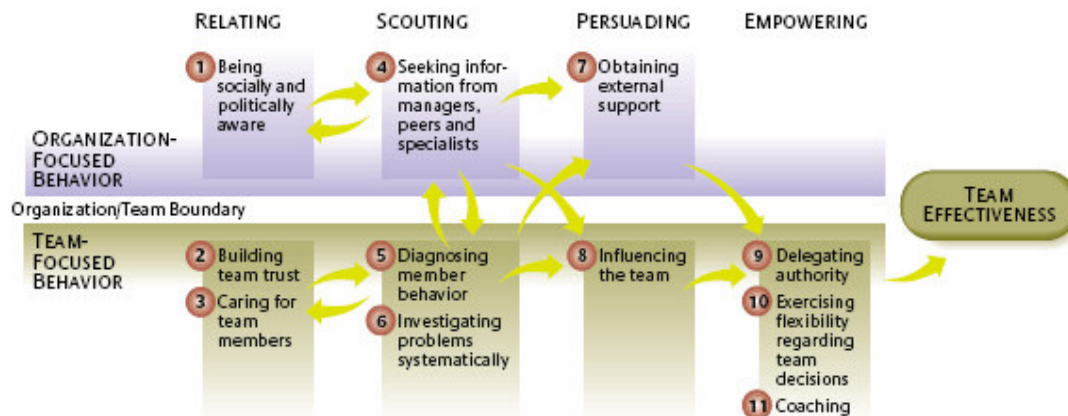 RELATING
SCOUTING
PERSUADING
EMPOWERING
1 Being
socially and
politically
aware
4 Seeking infor-
mation from
managers,
peers and
specialists
7 Obtaining
external
support
ORGANIZATION-
FOCUSED
BEHAVIOR
Organization/Team Boundary
TEAM
EFFECTIVENESS
TEAM-
FOCUSED
BEHAVIOR
2 Building
team trust
3 Caring for
team
members
5 Diagnosing
member
behavior
6 Investigating
problems
systematically
8 Influencing
the team
9 Delegating
authority
10 Exercising
flexibility
regarding
team
decisions
11 Coaching